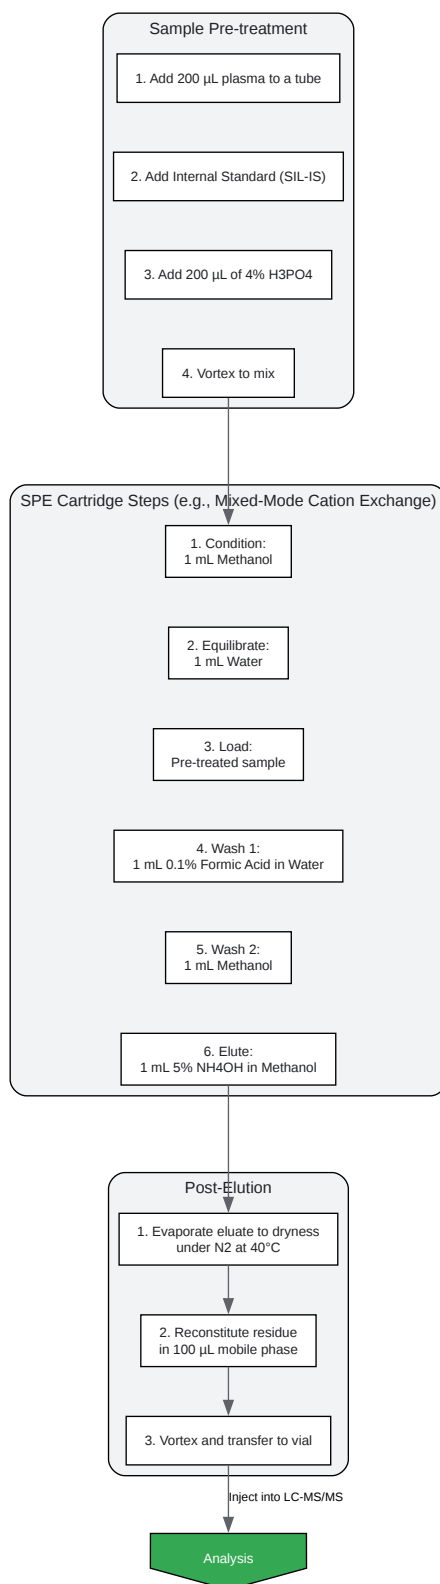 Sample Pre-treatment
1. Add 200 µL plasma to a tube
2. Add Internal Standard (SIL-IS)
3. Add 200 µL of 4% H3PO4
4. Vortex to mix
SPE Cartridge Steps (e.g., Mixed-Mode Cation Exchange)
1. Condition:
1 mL Methanol
2. Equilibrate:
1 mL Water
3. Load:
Pre-treated sample
4. Wash 1:
1 mL 0.1% Formic Acid in Water
5. Wash 2:
1 mL Methanol
6. Elute:
1 mL 5% NH4OH in Methanol
Post-Elution
1. Evaporate eluate to dryness
under N2 at 40°C
2. Reconstitute residue
in 100 µL mobile phase
3. Vortex and transfer to vial
Inject into LC-MS/MS
Analysis